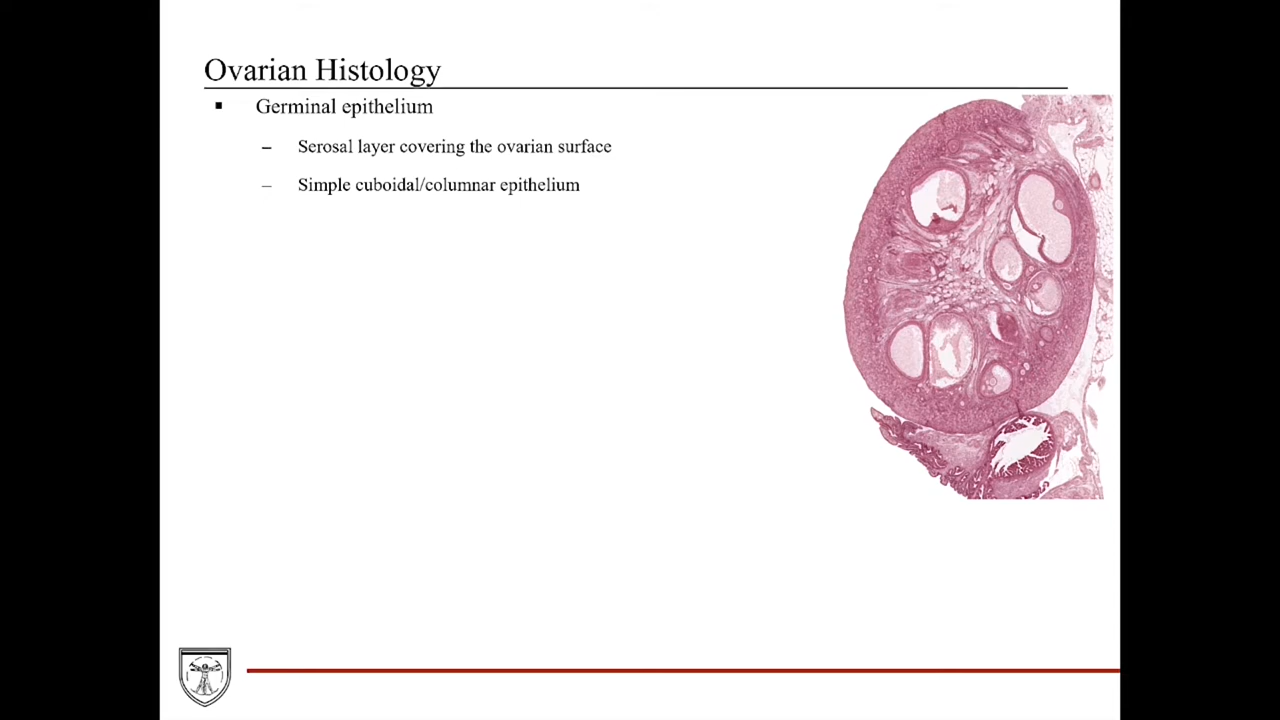 Ovarian Histology
▪ Germinal epithelium
– Serosal layer covering the ovarian surface
– Simple cuboidal/columnar epithelium